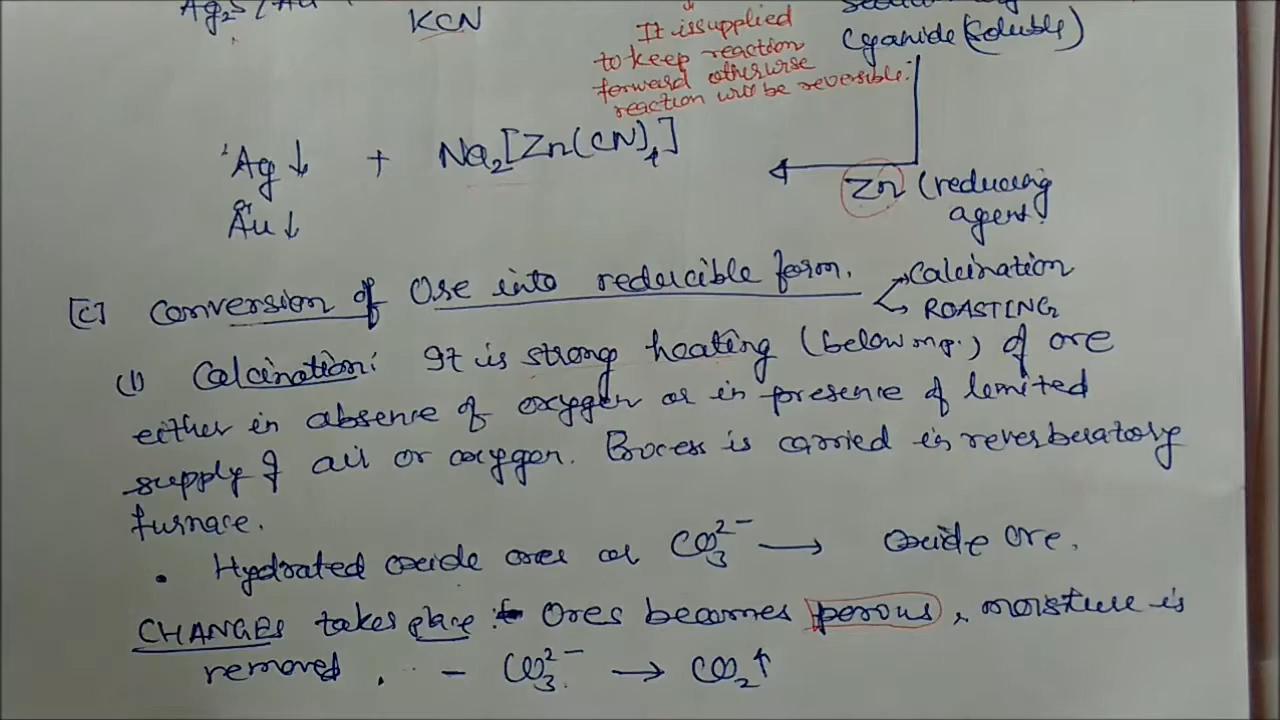 Ag2S / Au
KCN
It is supplied
to keep reaction
forward otherwise
reaction will be reversible.
Cyanide (soluble)
Ag ↓ + Na2[Zn(CN)4]
or
Au ↓
Zn (reducing
agent)
[C] Conversion of Ore into reducible form.
Calcination
ROASTING
(1) Calcination: It is strong heating (below mp.) of ore
either in absence of oxygen or in presence of limited
supply of air or oxygen. Process is carried in reverberatory
furnace.
• Hydrated oxide ores or CO3^2- → Oxide ore.
CHANGES takes place :- Ores becomes porous, moisture is
removed. - CO3^2- → CO2↑